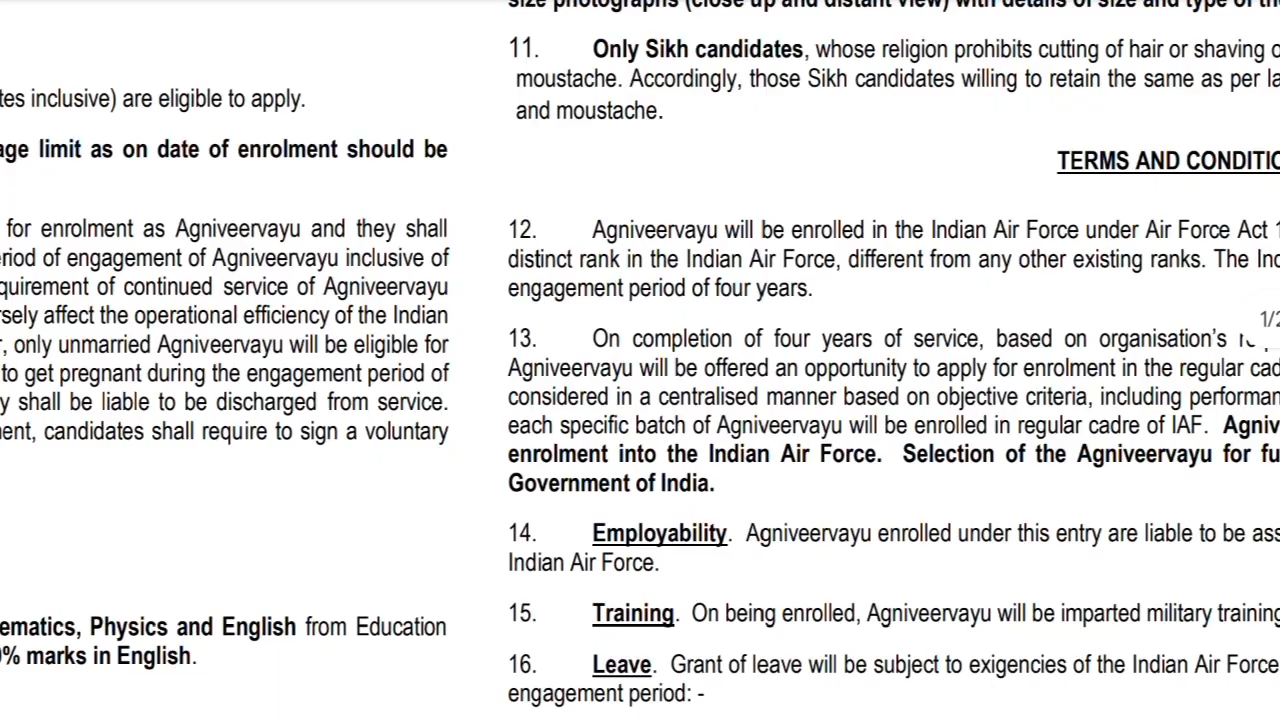 tes inclusive) are eligible to apply.
age limit as on date of enrolment should be
for enrolment as Agniveervayu and they shall
riod of engagement of Agniveervayu inclusive of
quirement of continued service of Agniveervayu
rsely affect the operational efficiency of the Indian
, only unmarried Agniveervayu will be eligible for
to get pregnant during the engagement period of
y shall be liable to be discharged from service.
ent, candidates shall require to sign a voluntary
ematics, Physics and English from Education
% marks in English.
size photographs (close up and distant view) with details of size and type of the
11. Only Sikh candidates, whose religion prohibits cutting of hair or shaving o
moustache. Accordingly, those Sikh candidates willing to retain the same as per la
and moustache.
TERMS AND CONDITIO
12. Agniveervayu will be enrolled in the Indian Air Force under Air Force Act 1
distinct rank in the Indian Air Force, different from any other existing ranks. The Ind
engagement period of four years.
1/2
13. On completion of four years of service, based on organisation's
Agniveervayu will be offered an opportunity to apply for enrolment in the regular cad
considered in a centralised manner based on objective criteria, including performan
each specific batch of Agniveervayu will be enrolled in regular cadre of IAF. Agniv
enrolment into the Indian Air Force. Selection of the Agniveervayu for fu
Government of India.
14. Employability. Agniveervayu enrolled under this entry are liable to be ass
Indian Air Force.
15. Training. On being enrolled, Agniveervayu will be imparted military training
16. Leave. Grant of leave will be subject to exigencies of the Indian Air Force
engagement period: -